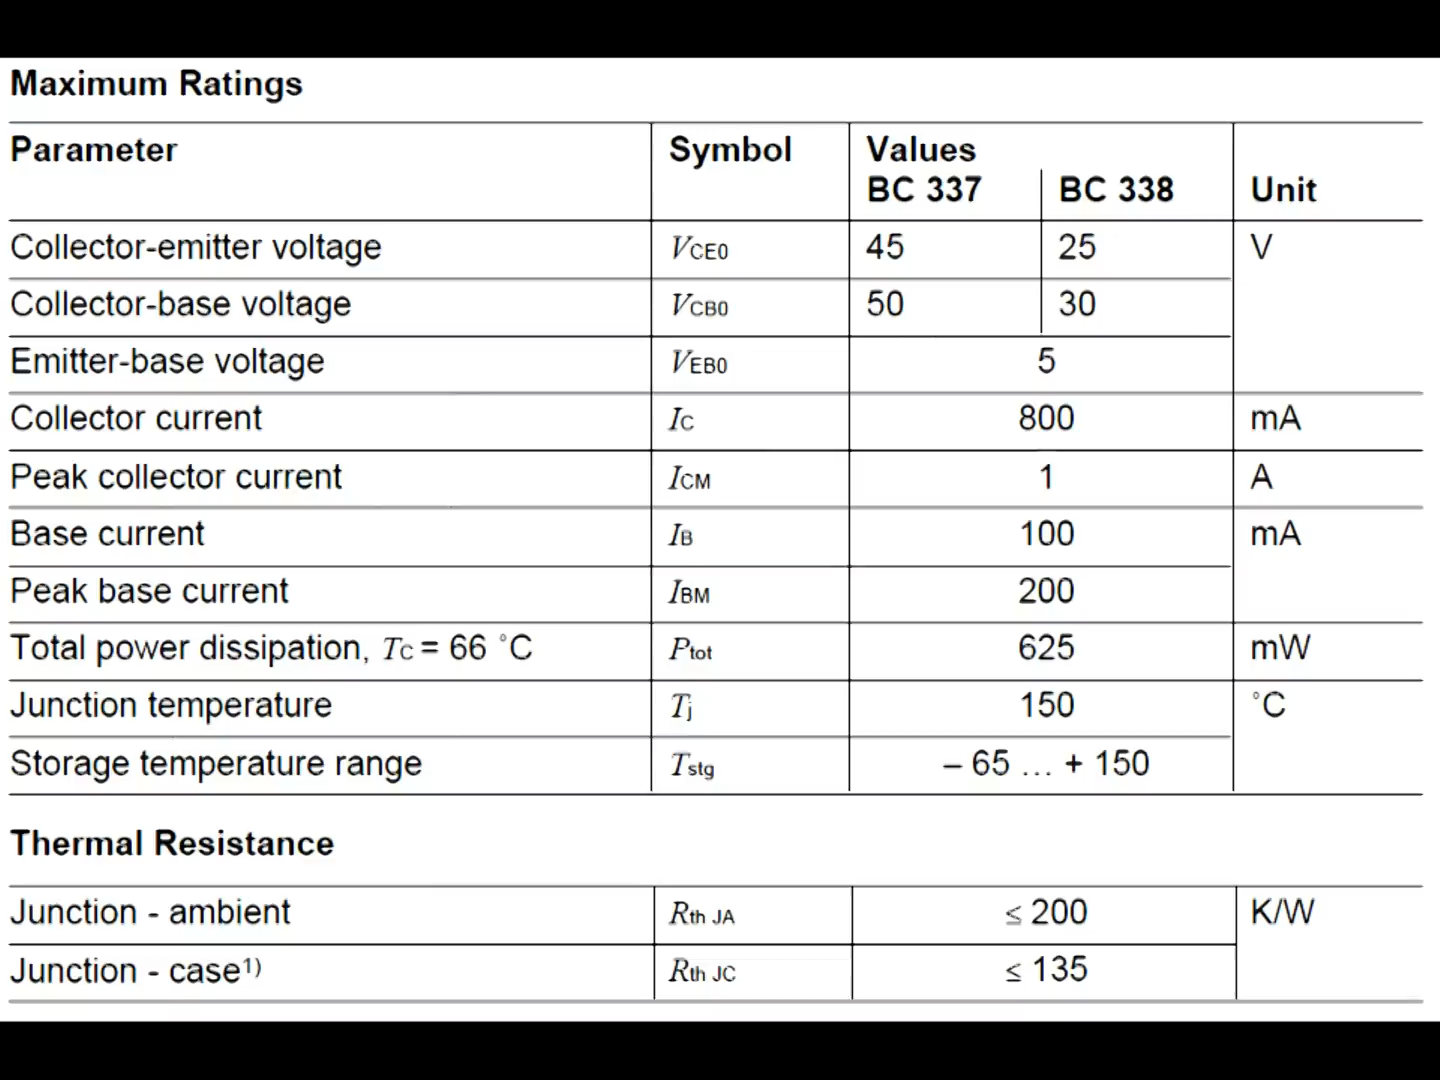 Maximum Ratings
Parameter Symbol Values Unit
BC 337 BC 338
Collector-emitter voltage VCE0 45 25 V
Collector-base voltage VCB0 50 30
Emitter-base voltage VEB0 5
Collector current IC 800 mA
Peak collector current ICM 1 A
Base current IB 100 mA
Peak base current IBM 200
Total power dissipation, TC = 66 ˚C Ptot 625 mW
Junction temperature Tj 150 ˚C
Storage temperature range Tstg – 65 … + 150
Thermal Resistance
Junction - ambient Rth JA ≤ 200 K/W
Junction - case1) Rth JC ≤ 135